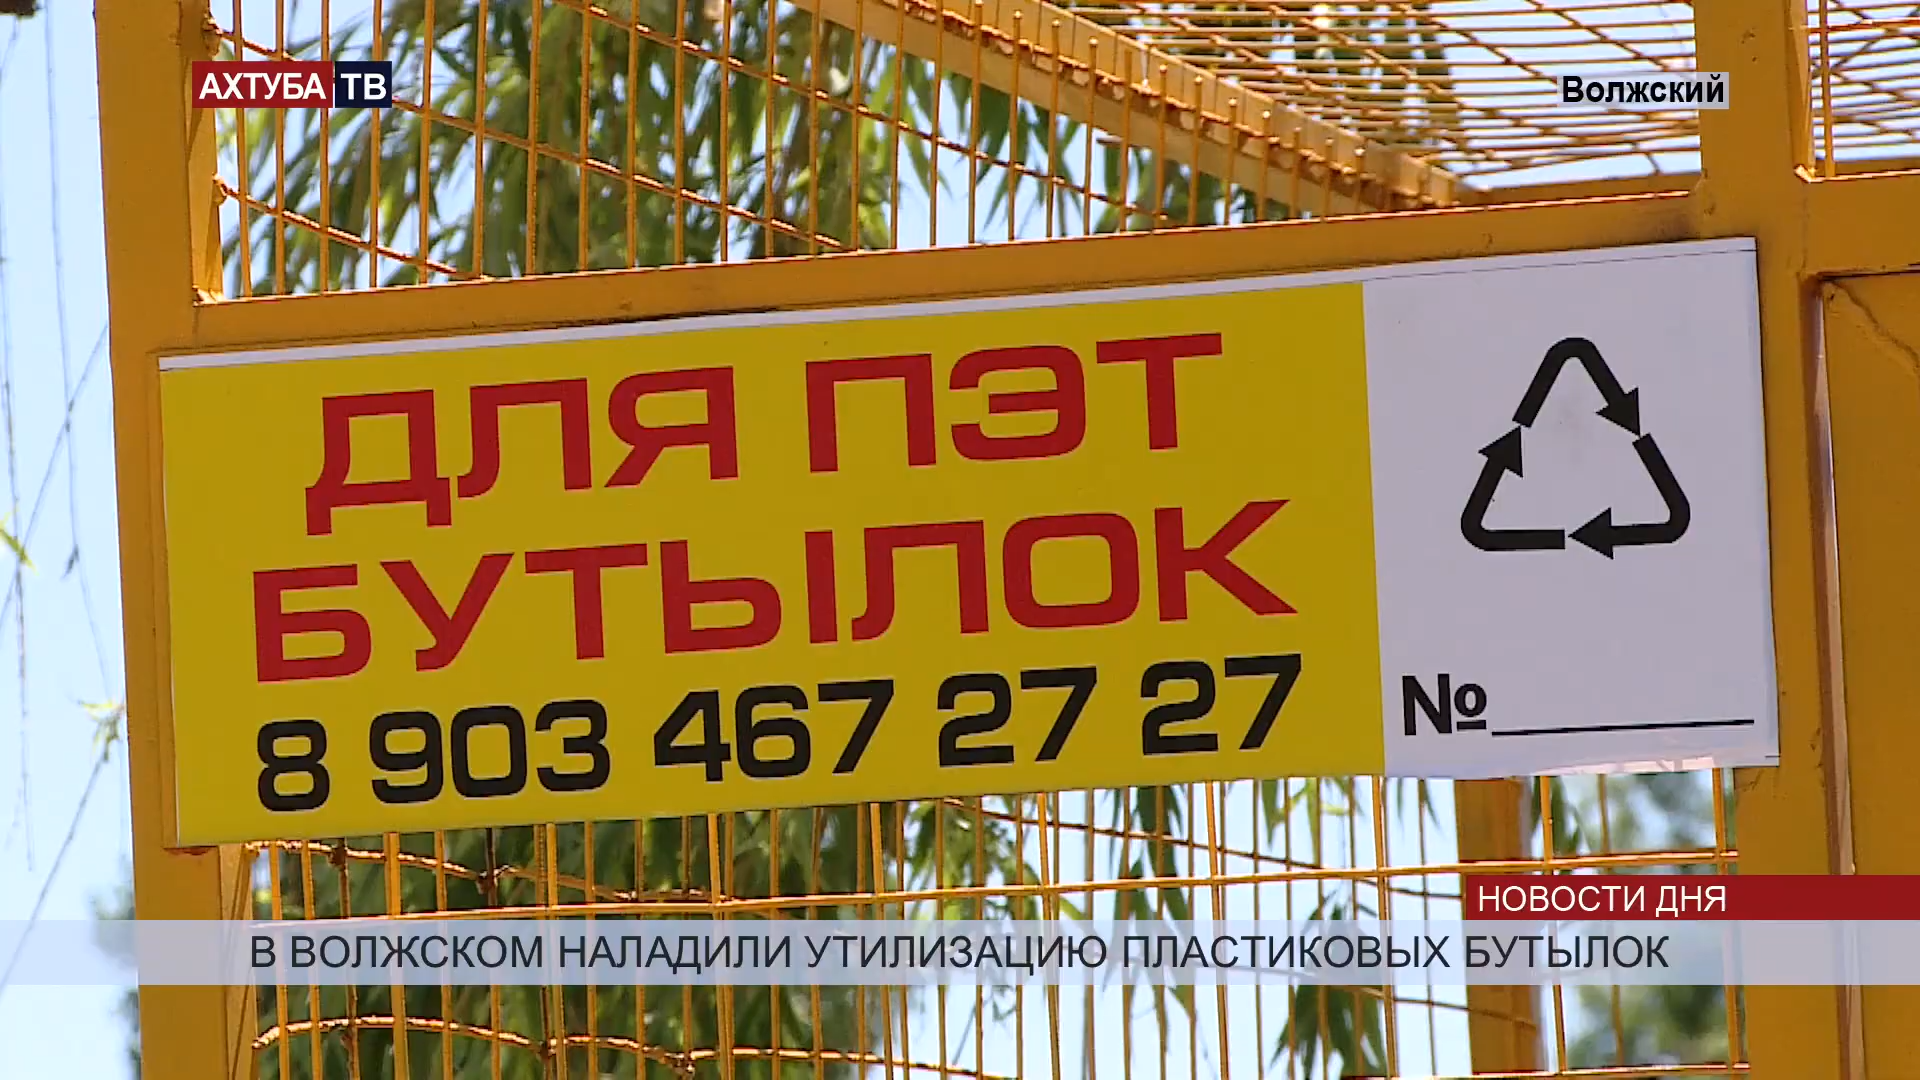 АХТУБА ТВ
Волжский
ДЛЯ ПЭТ
БУТЫЛОК
8 903 467 27 27
№
НОВОСТИ ДНЯ
В ВОЛЖСКОМ НАЛАДИЛИ УТИЛИЗАЦИЮ ПЛАСТИКОВЫХ БУТЫЛОК